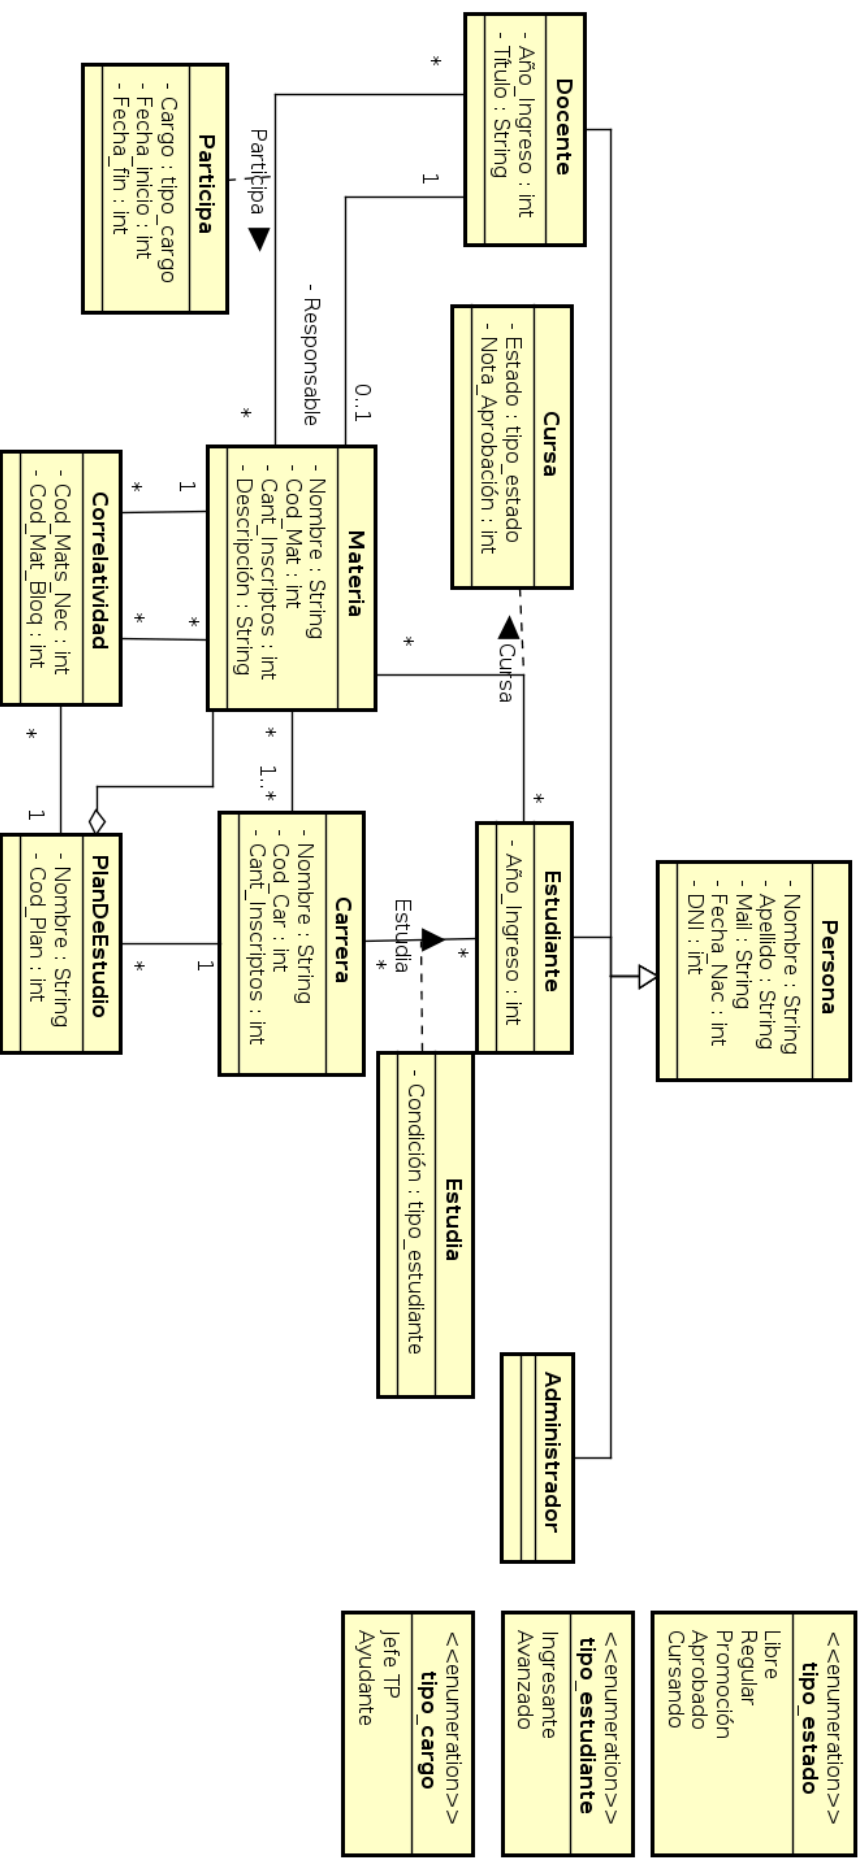 Persona
- Nombre : String
- Apellido : String
- Mail : String
- Fecha_Nac : int
- DNI : int
<<enumeration>>
tipo_estado
Libre
Regular
Promoción
Aprobado
Cursando
Docente
- Año_Ingreso : int
- Título : String
Cursa
- Estado : tipo_estado
- Nota_Aprobación : int
Estudiante
- Año_Ingreso : int
Administrador
<<enumeration>>
tipo_estudiante
Ingresante
Avanzado
*
1
Cursa
*
*
Estudia
*
*
Estudia
- Condición : tipo_estudiante
<<enumeration>>
tipo_cargo
Jefe TP
Ayudante
0..1
- Responsable
Participa
*
Participa
- Cargo : tipo_cargo
- Fecha_inicio : int
- Fecha_fin : int
Materia
- Nombre : String
- Cod_Mat : int
- Cant_Inscriptos : int
- Descripción : String
*
1..*
Carrera
- Nombre : String
- Cod_Car : int
- Cant_Inscriptos : int
1
*
*
*
1
*
Correlatividad
- Cod_Mats_Nec : int
- Cod_Mat_Bloq : int
*
1
PlanDeEstudio
- Nombre : String
- Cod_Plan : int